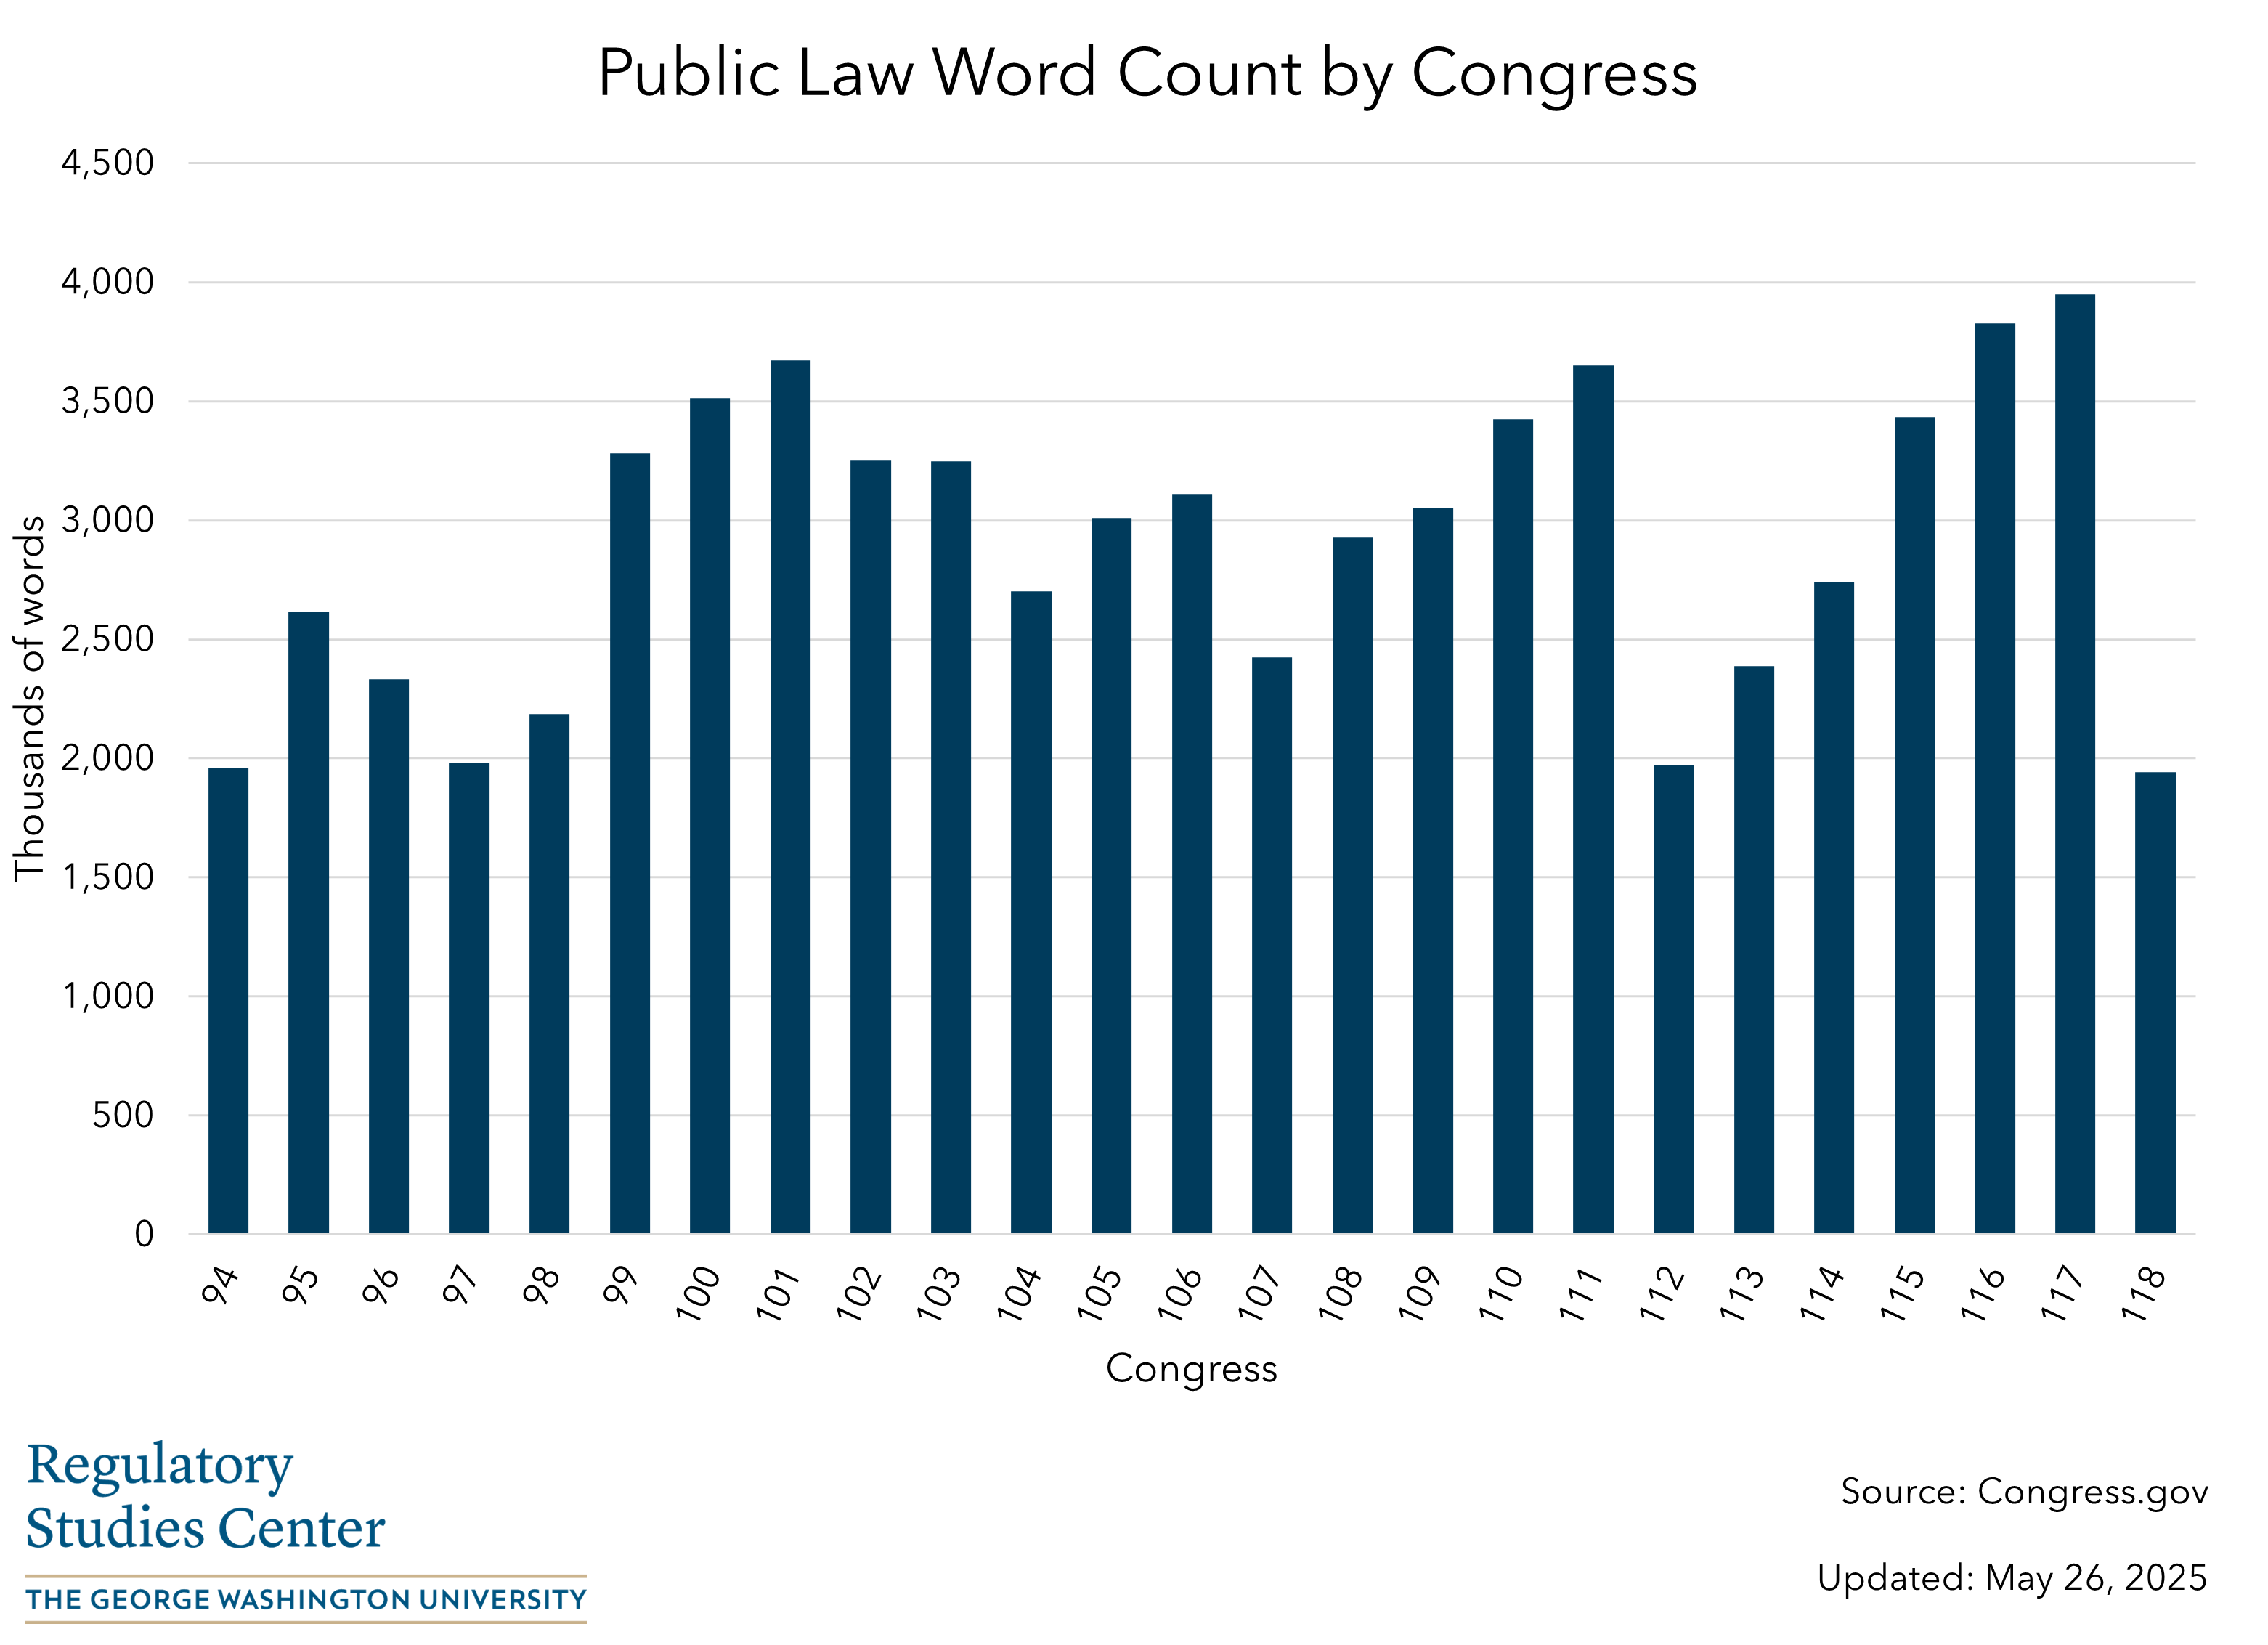 Public Law Word Count by Congress
4,500
4,000
3,500
3,000
2,500
2,000
1,500
1,000
500
0
Thousands of words
94 95 96 97 98 99 100 101 102 103 104 105 106 107 108 109 110 111 112 113 114 115 116 117 118
Congress
Regulatory
Studies Center
THE GEORGE WASHINGTON UNIVERSITY
Source: Congress.gov
Updated: May 26, 2025